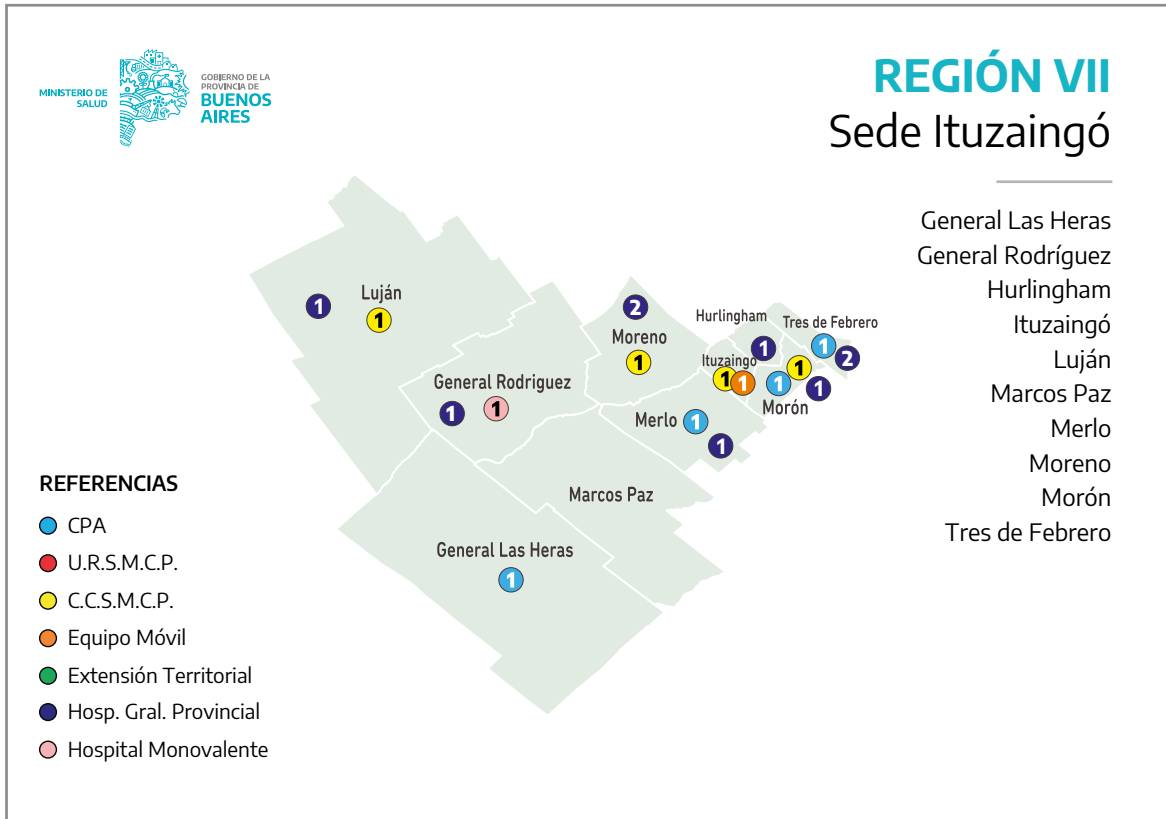 MINISTERIO DE
SALUD
GOBIERNO DE LA
PROVINCIA DE
BUENOS
AIRES
REGIÓN VII
Sede Ituzaingó
General Las Heras
General Rodríguez
Hurlingham
Ituzaingó
Luján
Marcos Paz
Merlo
Moreno
Morón
Tres de Febrero
Luján
1
1
2
Moreno
1
Hurlingham
1
Tres de Febrero
1
2
Ituzaingo
1
1
1
1
1
Morón
General Rodriguez
1
1
Merlo
1
1
Marcos Paz
General Las Heras
1
REFERENCIAS
CPA
U.R.S.M.C.P.
C.C.S.M.C.P.
Equipo Móvil
Extensión Territorial
Hosp. Gral. Provincial
Hospital Monovalente